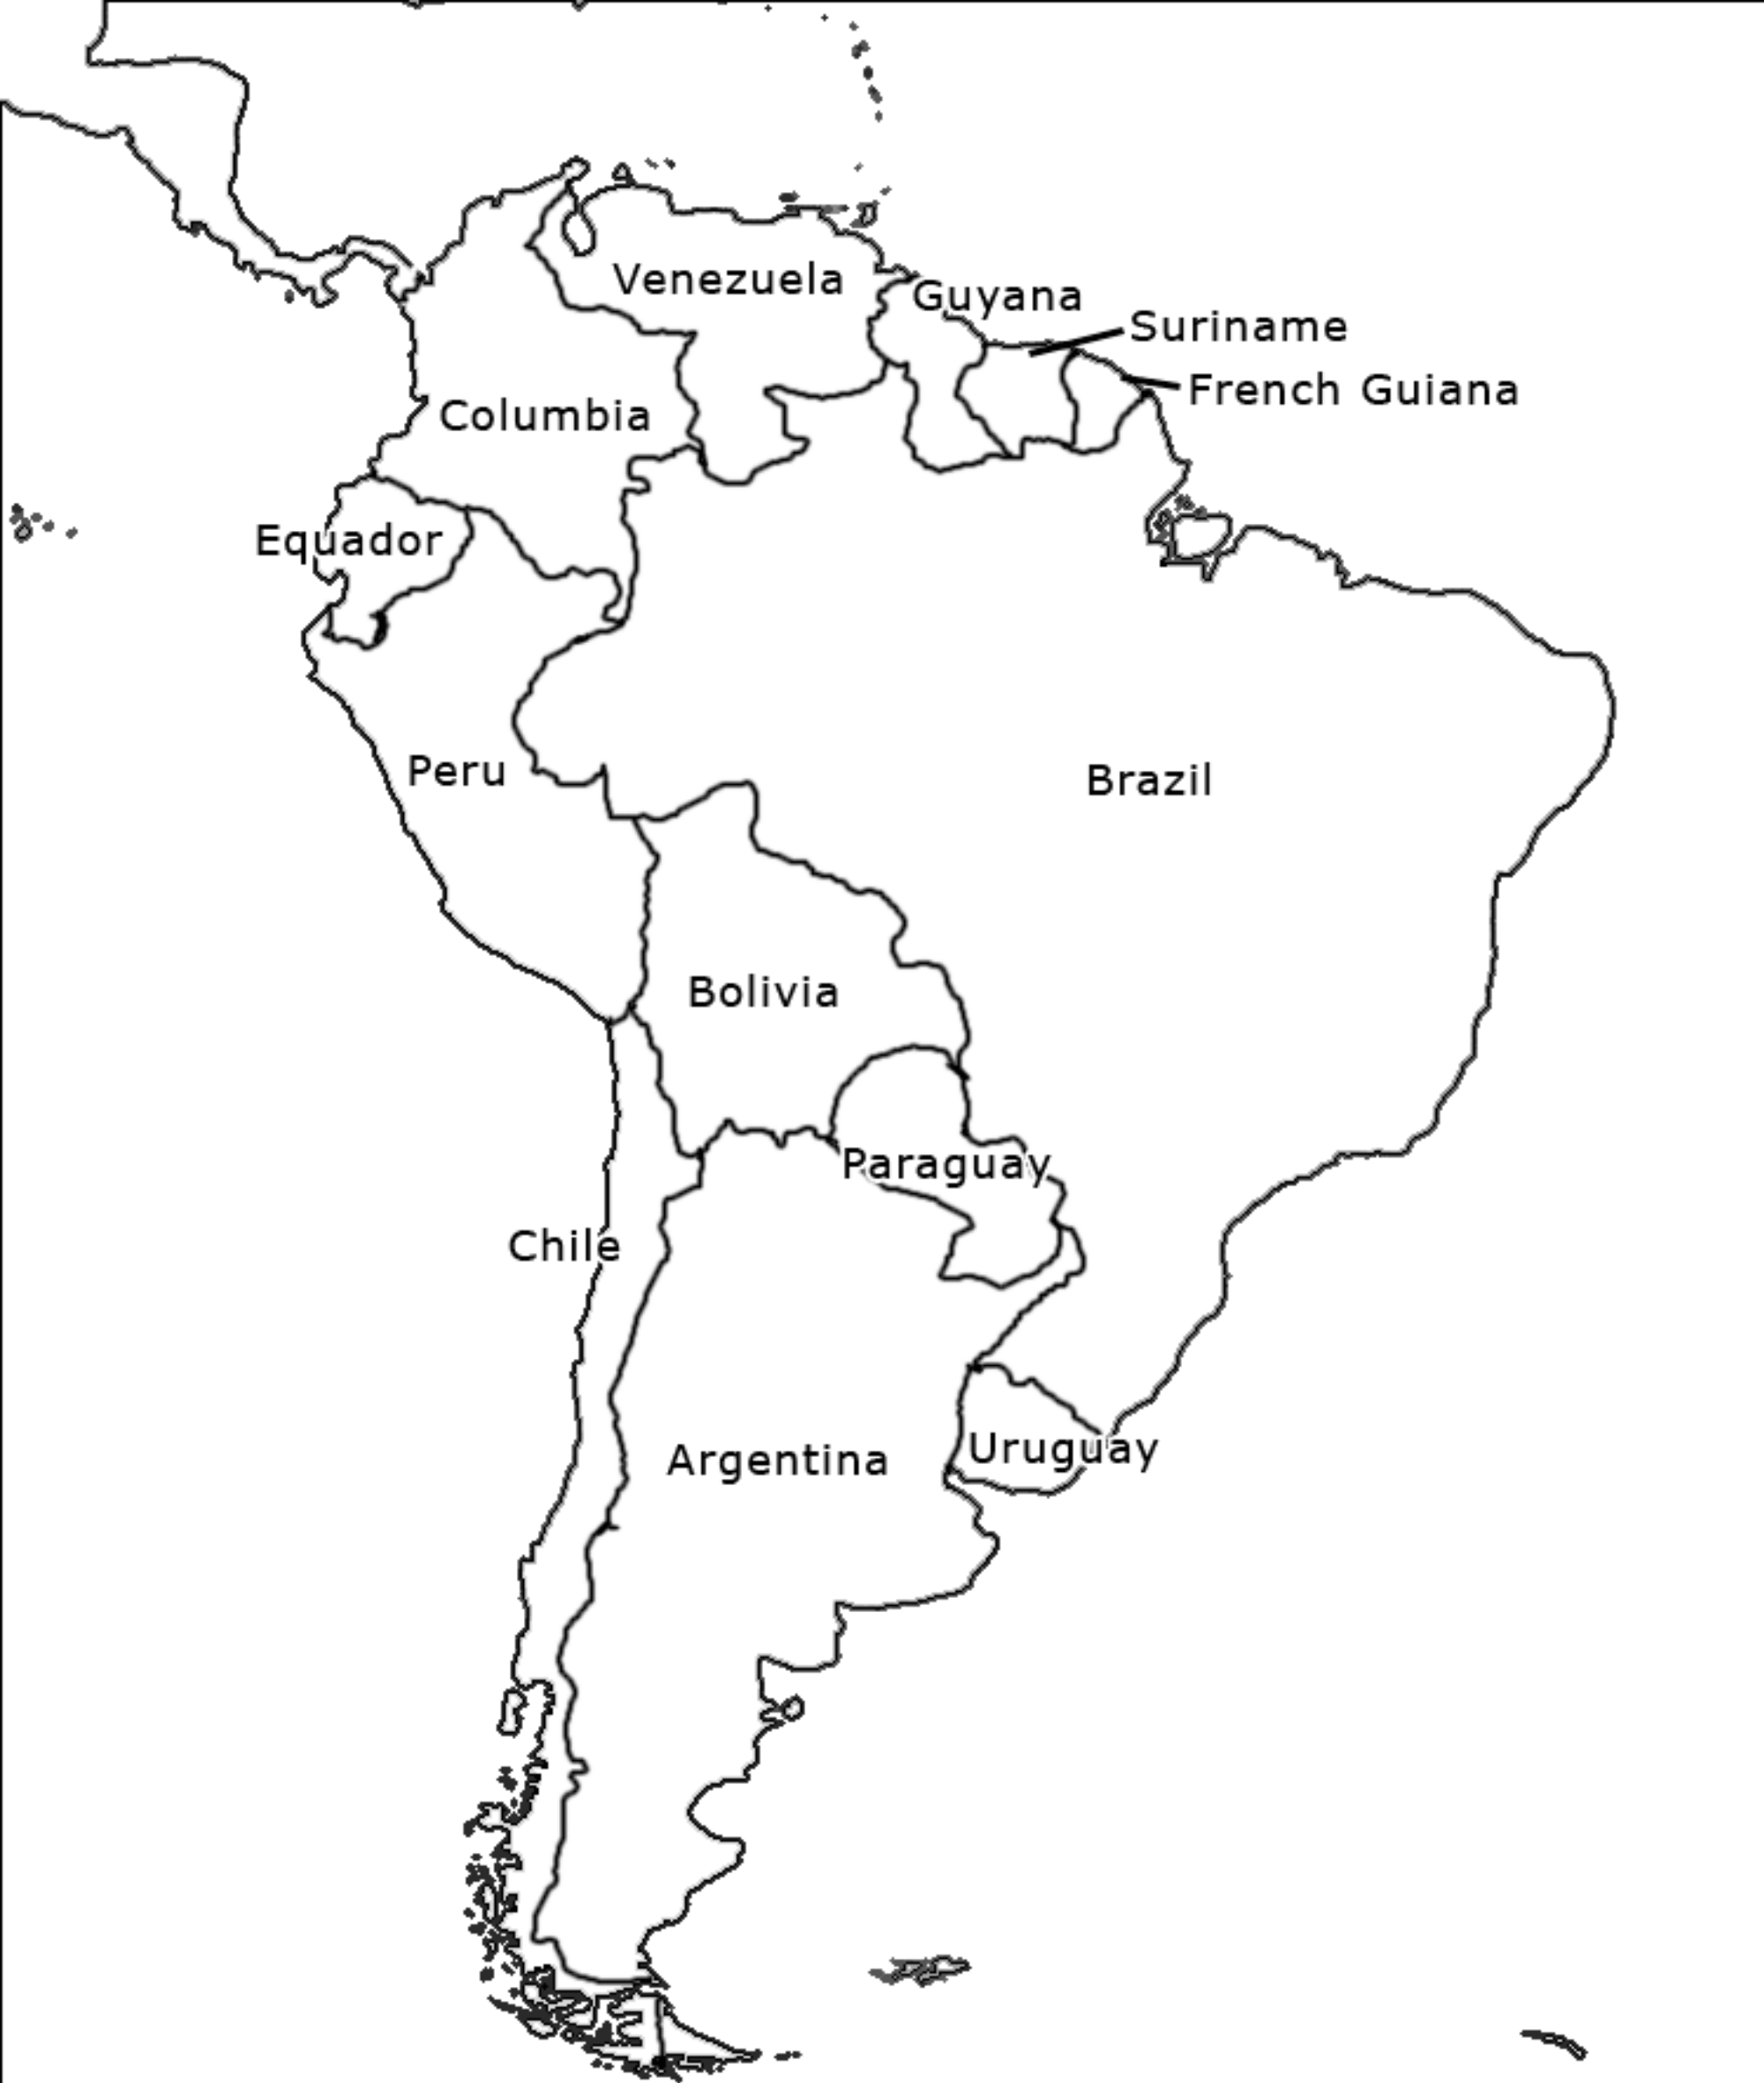 Venezuela
Guyana
Suriname
French Guiana
Columbia
Equador
Peru
Brazil
Bolivia
Paraguay
Chile
Argentina
Uruguay